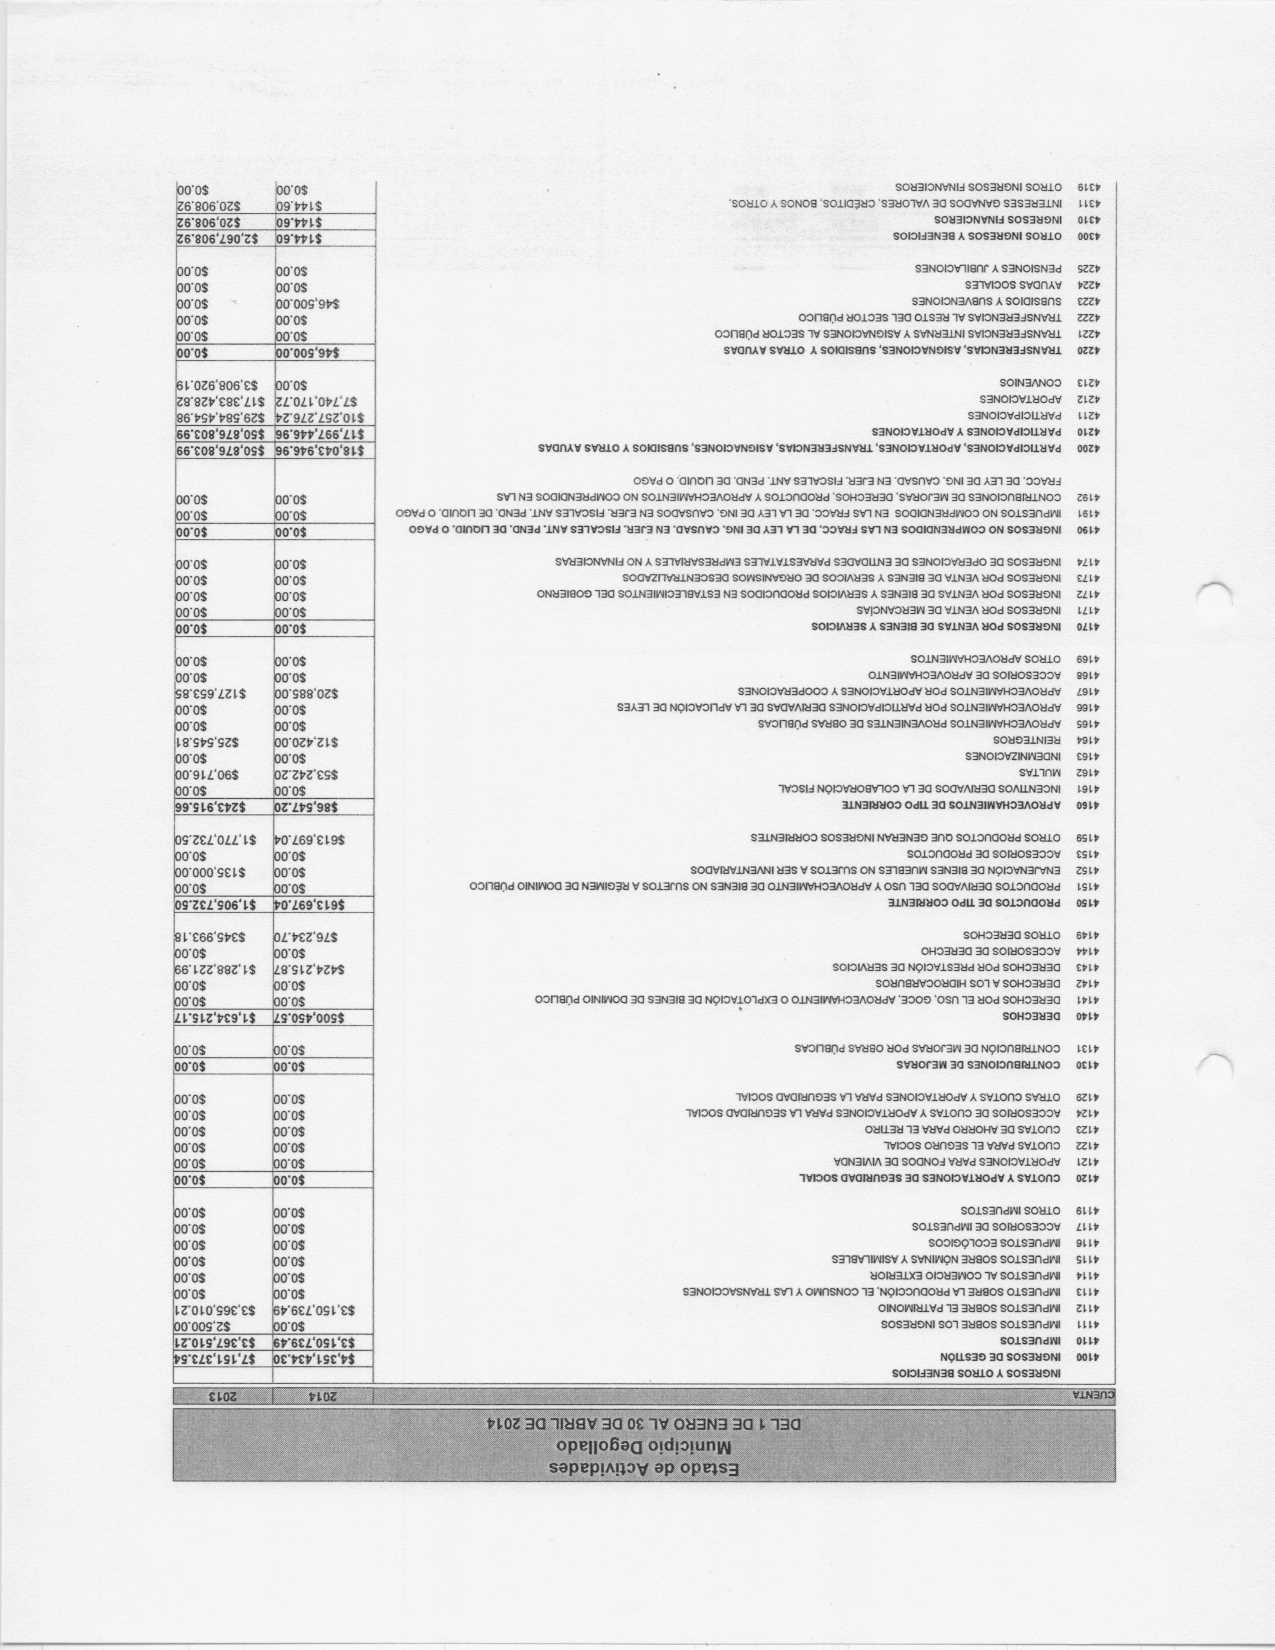 Estado de Actividades
Municipio Degollado
DEL 1 DE ENERO AL 30 DE ABRIL DE 2014
CUENTA 2014 2013
INGRESOS Y OTROS BENEFICIOS
4100 INGRESOS DE GESTIÓN $4,351,434.30 $7,151,373.54
4110 IMPUESTOS $3,150,739.49 $3,367,510.21
4111 IMPUESTOS SOBRE LOS INGRESOS $0.00 $2,500.00
4112 IMPUESTOS SOBRE EL PATRIMONIO $3,150,739.49 $3,365,010.21
4113 IMPUESTO SOBRE LA PRODUCCIÓN, EL CONSUMO Y LAS TRANSACCIONES $0.00 $0.00
4114 IMPUESTOS AL COMERCIO EXTERIOR $0.00 $0.00
4115 IMPUESTOS SOBRE NÓMINAS Y ASIMILABLES $0.00 $0.00
4116 IMPUESTOS ECOLÓGICOS $0.00 $0.00
4117 ACCESORIOS DE IMPUESTOS $0.00 $0.00
4119 OTROS IMPUESTOS $0.00 $0.00
4120 CUOTAS Y APORTACIONES DE SEGURIDAD SOCIAL $0.00 $0.00
4121 APORTACIONES PARA FONDOS DE VIVIENDA $0.00 $0.00
4122 CUOTAS PARA EL SEGURO SOCIAL $0.00 $0.00
4123 CUOTAS DE AHORRO PARA EL RETIRO $0.00 $0.00
4124 ACCESORIOS DE CUOTAS Y APORTACIONES PARA LA SEGURIDAD SOCIAL $0.00 $0.00
4129 OTRAS CUOTAS Y APORTACIONES PARA LA SEGURIDAD SOCIAL $0.00 $0.00
4130 CONTRIBUCIONES DE MEJORAS $0.00 $0.00
4131 CONTRIBUCIÓN DE MEJORAS POR OBRAS PÚBLICAS $0.00 $0.00
4140 DERECHOS $500,450.57 $1,634,215.17
4141 DERECHOS POR EL USO, GOCE, APROVECHAMIENTO O EXPLOTACIÓN DE BIENES DE DOMINIO PÚBLICO $0.00 $0.00
4142 DERECHOS A LOS HIDROCARBUROS $0.00 $0.00
4143 DERECHOS POR PRESTACIÓN DE SERVICIOS $424,215.87 $1,288,221.99
4144 ACCESORIOS DE DERECHO $0.00 $0.00
4149 OTROS DERECHOS $76,234.70 $345,993.18
4150 PRODUCTOS DE TIPO CORRIENTE $613,697.04 $1,905,732.50
4151 PRODUCTOS DERIVADOS DEL USO Y APROVECHAMIENTO DE BIENES NO SUJETOS A RÉGIMEN DE DOMINIO PÚBLICO $0.00 $0.00
4152 ENAJENACIÓN DE BIENES MUEBLES NO SUJETOS A SER INVENTARIADOS $0.00 $135,000.00
4153 ACCESORIOS DE PRODUCTOS $0.00 $0.00
4159 OTROS PRODUCTOS QUE GENERAN INGRESOS CORRIENTES $613,697.04 $1,770,732.50
4160 APROVECHAMIENTOS DE TIPO CORRIENTE $86,547.20 $243,915.66
4161 INCENTIVOS DERIVADOS DE LA COLABORACIÓN FISCAL $0.00 $0.00
4162 MULTAS $53,242.20 $90,716.00
4163 INDEMNIZACIONES $0.00 $0.00
4164 REINTEGROS $12,420.00 $25,545.81
4165 APROVECHAMIENTOS PROVENIENTES DE OBRAS PÚBLICAS $0.00 $0.00
4166 APROVECHAMIENTOS POR PARTICIPACIONES DERIVADAS DE LA APLICACIÓN DE LEYES $0.00 $0.00
4167 APROVECHAMIENTOS POR APORTACIONES Y COOPERACIONES $20,885.00 $127,653.85
4168 ACCESORIOS DE APROVECHAMIENTO $0.00 $0.00
4169 OTROS APROVECHAMIENTOS $0.00 $0.00
4170 INGRESOS POR VENTAS DE BIENES Y SERVICIOS $0.00 $0.00
4171 INGRESOS POR VENTA DE MERCANCÍAS $0.00 $0.00
4172 INGRESOS POR VENTAS DE BIENES Y SERVICIOS PRODUCIDOS EN ESTABLECIMIENTOS DEL GOBIERNO $0.00 $0.00
4173 INGRESOS POR VENTA DE BIENES Y SERVICOS DE ORGANISMOS DESCENTRALIZADOS $0.00 $0.00
4174 INGRESOS DE OPERACIONES DE ENTIDADES PARAESTATALES EMPRESARIALES Y NO FINANCIERAS $0.00 $0.00
4190 INGRESOS NO COMPRENDIDOS EN LAS FRACC. DE LA LEY DE ING. CAUSAD. EN EJER. FISCALES ANT. PEND. DE LIQUID. O PAGO $0.00 $0.00
4191 IMPUESTOS NO COMPRENDIDOS EN LAS FRACC. DE LA LEY DE ING. CAUSADOS EN EJER. FISCALES ANT. PEND. DE LIQUID. O PAGO $0.00 $0.00
4192 CONTRIBUCIONES DE MEJORAS, DERECHOS, PRODUCTOS Y APROVECHAMIENTOS NO COMPRENDIDOS EN LAS $0.00 $0.00
FRACC. DE LEY DE ING. CAUSAD. EN EJER. FISCALES ANT. PEND. DE LIQUID. O PAGO
4200 PARTICIPACIONES, APORTACIONES, TRANSFERENCIAS, ASIGNACIONES, SUBSIDIOS Y OTRAS AYUDAS $18,043,946.96 $50,876,803.99
4210 PARTICIPACIONES Y APORTACIONES $17,997,446.96 $50,876,803.99
4211 PARTICIPACIONES $10,257,276.24 $29,584,454.98
4212 APORTACIONES $7,740,170.72 $17,383,428.82
4213 CONVENIOS $0.00 $3,908,920.19
4220 TRANSFERENCIAS, ASIGNACIONES, SUBSIDIOS Y OTRAS AYUDAS $46,500.00 $0.00
4221 TRANSFERENCIAS INTERNAS Y ASIGNACIONES AL SECTOR PÚBLICO $0.00 $0.00
4222 TRANSFERENCIAS AL RESTO DEL SECTOR PÚBLICO $0.00 $0.00
4223 SUBSIDIOS Y SUBVENCIONES $46,500.00 $0.00
4224 AYUDAS SOCIALES $0.00 $0.00
4225 PENSIONES Y JUBILACIONES $0.00 $0.00
4300 OTROS INGRESOS Y BENEFICIOS $144.60 $2,067,908.92
4310 INGRESOS FINANCIEROS $144.60 $20,908.92
4311 INTERESES GANADOS DE VALORES, CRÉDITOS, BONOS Y OTROS. $144.60 $20,908.92
4319 OTROS INGRESOS FINANCIEROS $0.00 $0.00